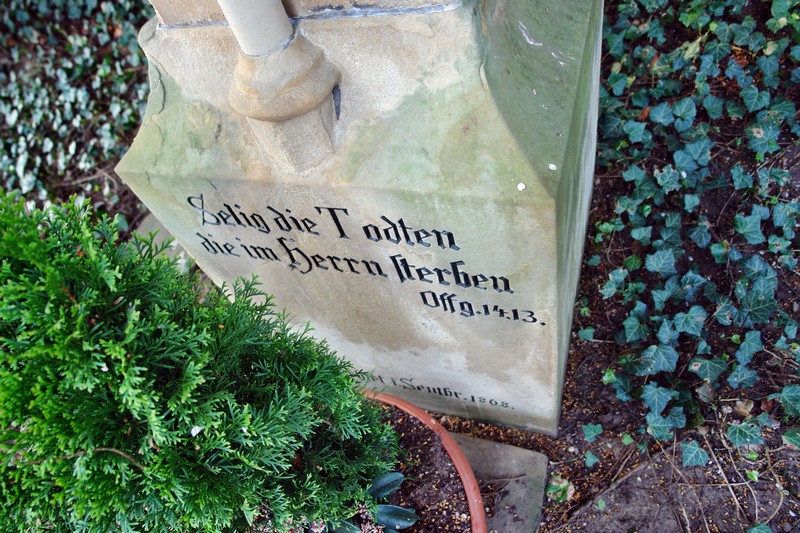 Selig die Todten
die im Herrn sterben
Offg. 14.13.
1 Septbr. 1868.